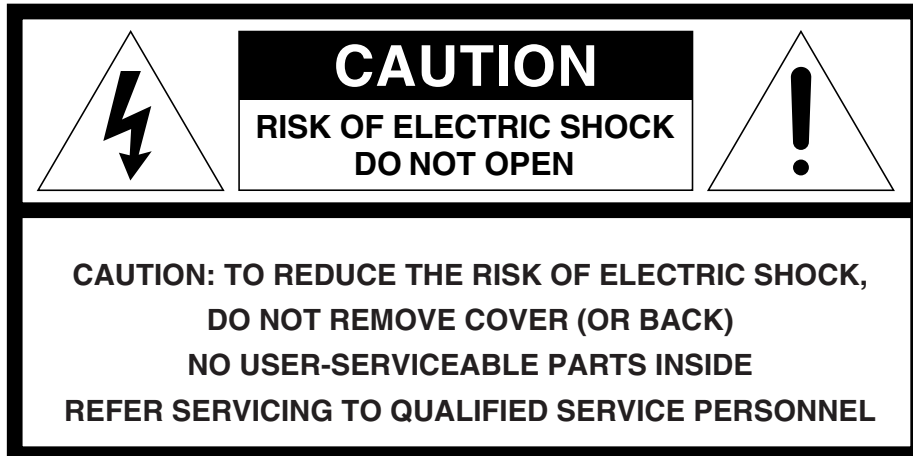 CAUTION
RISK OF ELECTRIC SHOCK
DO NOT OPEN
CAUTION: TO REDUCE THE RISK OF ELECTRIC SHOCK,
DO NOT REMOVE COVER (OR BACK)
NO USER-SERVICEABLE PARTS INSIDE
REFER SERVICING TO QUALIFIED SERVICE PERSONNEL